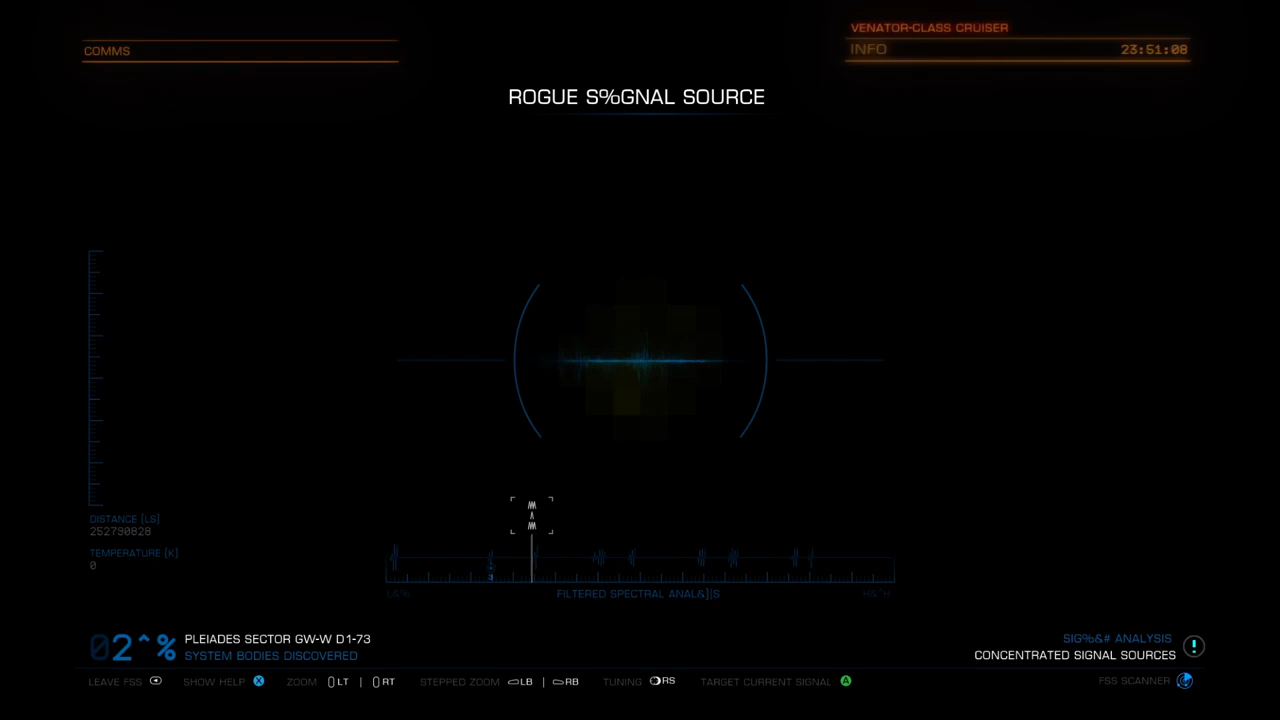 VENATOR-CLASS CRUISER
COMMS
INFO 23:51:08
ROGUE S%GNAL SOURCE
DISTANCE [LS]
252790828
TEMPERATURE [K]
0
FILTERED SPECTRAL ANAL&]|S
02^% PLEIADES SECTOR GW-W D1-73
SYSTEM BODIES DISCOVERED
SIG%&# ANALYSIS
CONCENTRATED SIGNAL SOURCES
LEAVE FSS SHOW HELP X ZOOM LT | RT STEPPED ZOOM LB | RB TUNING RS TARGET CURRENT SIGNAL A FSS SCANNER